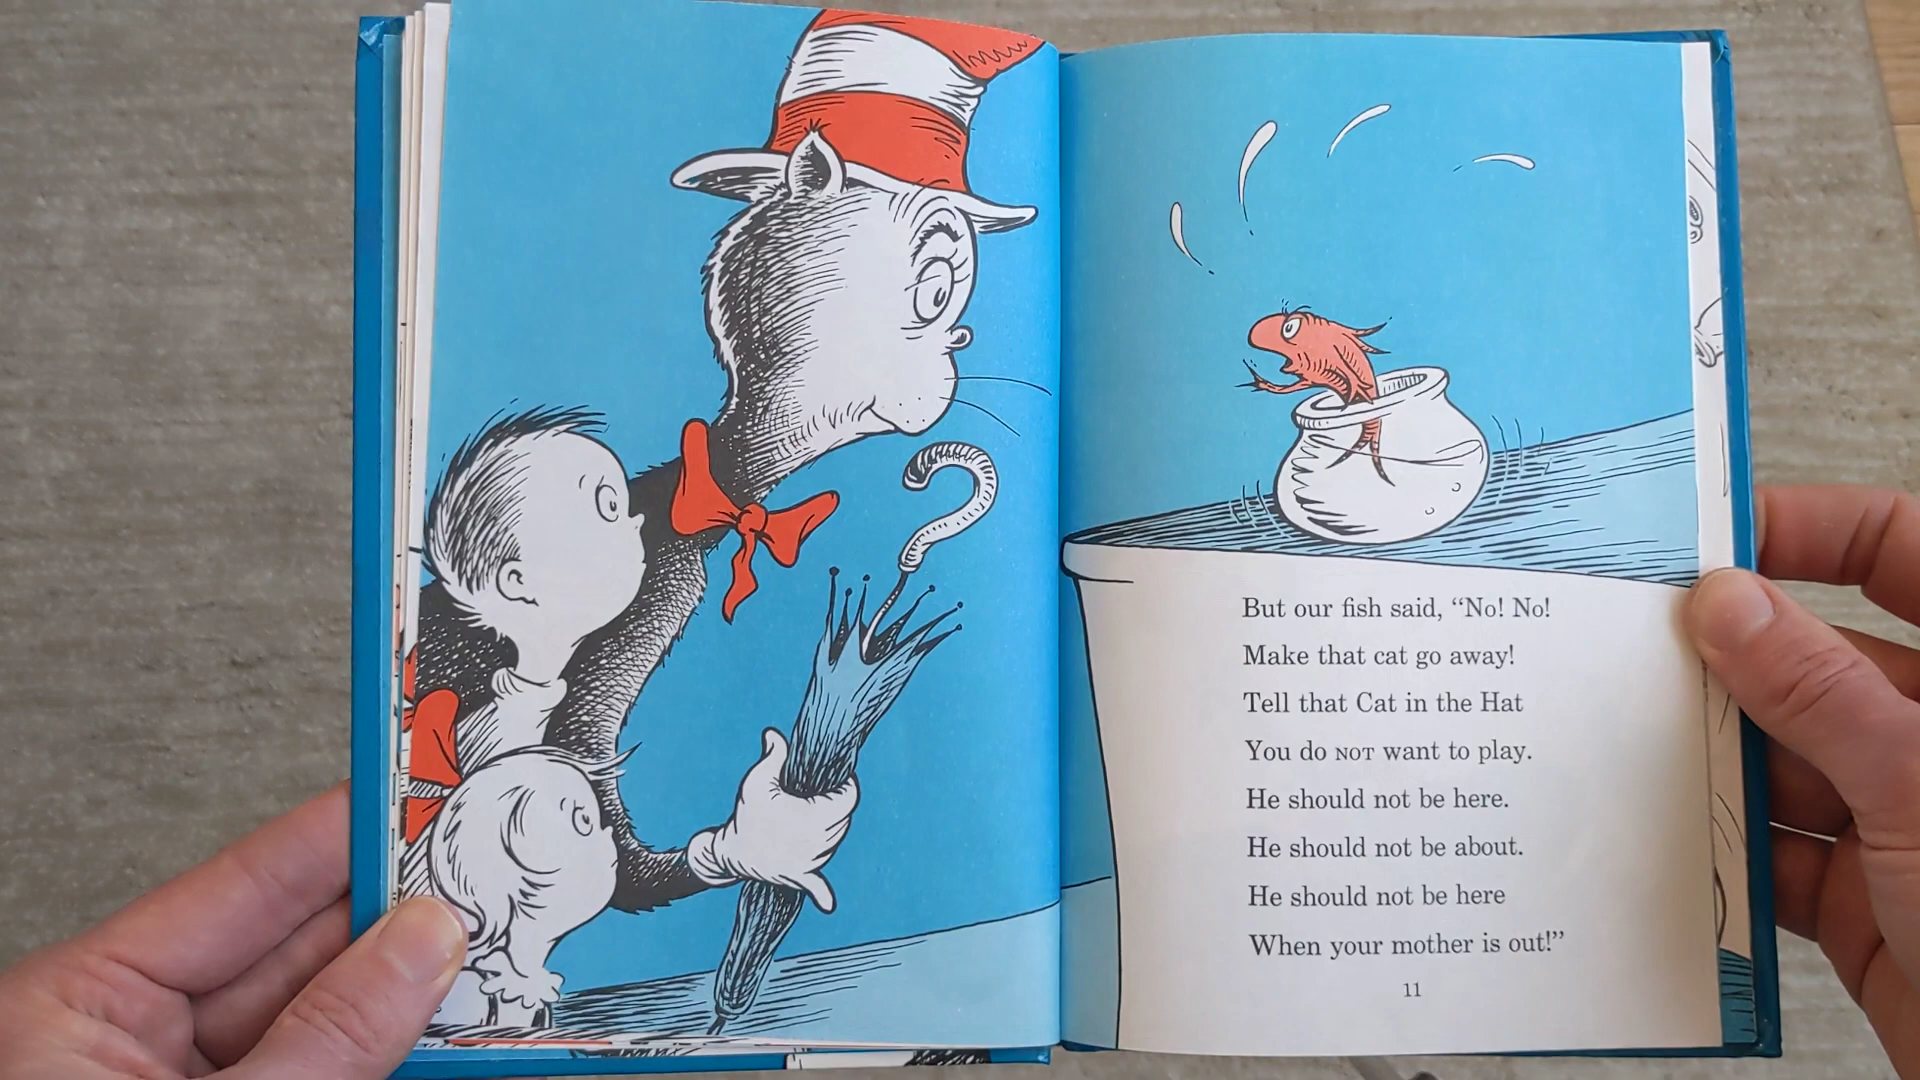 But our fish said, “No! No!
Make that cat go away!
Tell that Cat in the Hat
You do NOT want to play.
He should not be here.
He should not be about.
He should not be here
When your mother is out!”
11